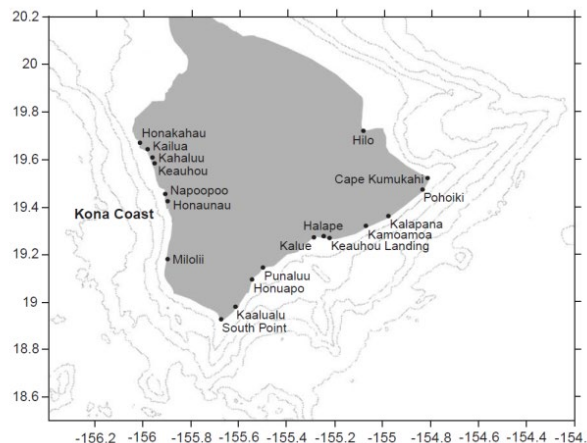 20.2
20
19.8
Honakahau
Kailua
Hilo
19.6
Kahaluu
Keauhou
Cape Kumukahi
Napoopoo
Pohoiki
19.4
Honaunau
Kona Coast
Halape
Kalapana
Kamoamoa
Kalue
Keauhou Landing
19.2
Milolii
Punaluu
Honuapo
19
Kaalualu
South Point
18.8
18.6
-156.2 -156 -155.8 -155.6 -155.4 -155.2 -155 -154.8 -154.6 -154.4